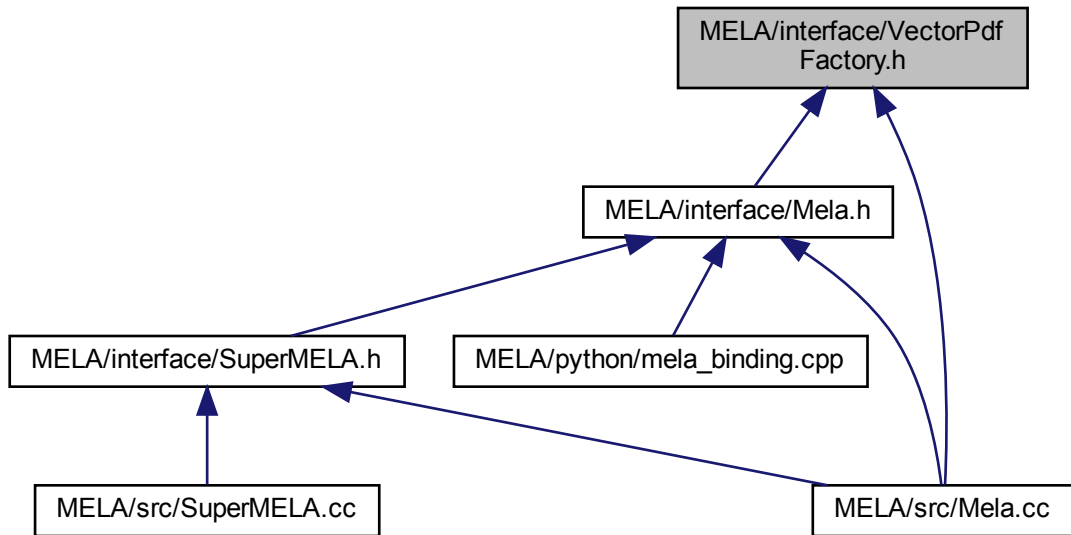 MELA/interface/VectorPdf
Factory.h
MELA/interface/Mela.h
MELA/interface/SuperMELA.h
MELA/python/mela_binding.cpp
MELA/src/SuperMELA.cc
MELA/src/Mela.cc